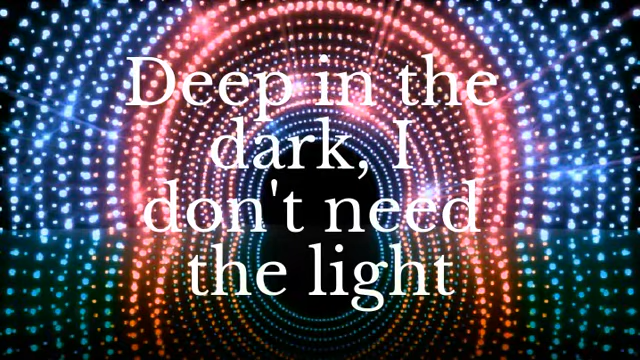 Deep in the
dark, I
don't need
the light